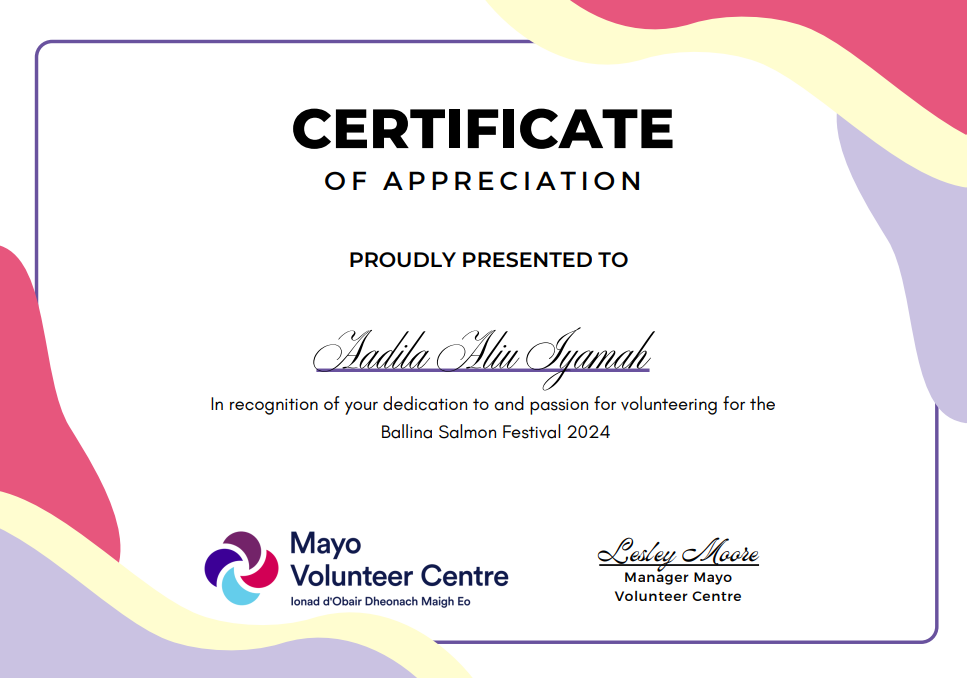 CERTIFICATE
OF APPRECIATION
PROUDLY PRESENTED TO
Aadila Aliu Iyamah
In recognition of your dedication to and passion for volunteering for the
Ballina Salmon Festival 2024
Mayo
Volunteer Centre
Ionad d'Obair Dheonach Maigh Eo
Lesley Moore
Manager Mayo
Volunteer Centre